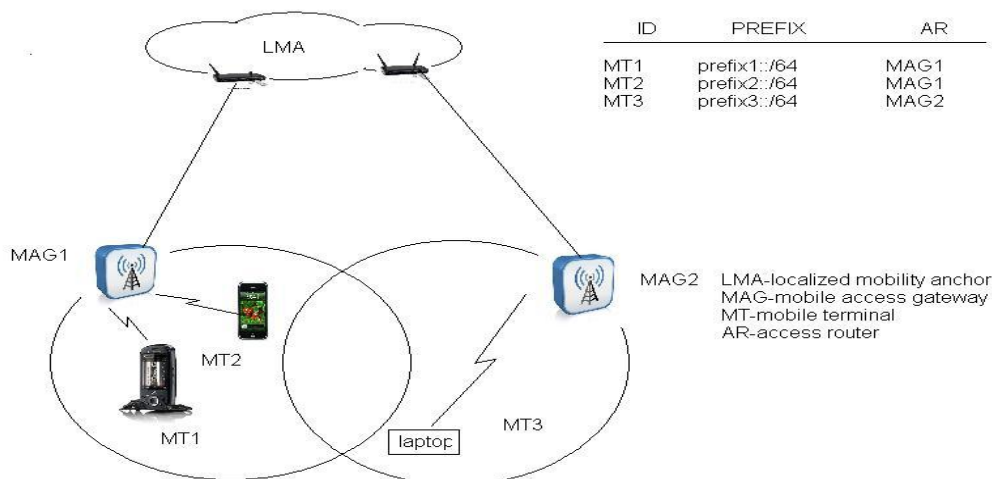 LMA
ID PREFIX AR
MT1 prefix1::/64 MAG1
MT2 prefix2::/64 MAG1
MT3 prefix3::/64 MAG2
MAG1
MAG2
LMA-localized mobility anchor
MAG-mobile access gateway
MT-mobile terminal
AR-access router
MT2
MT1
MT3
laptop